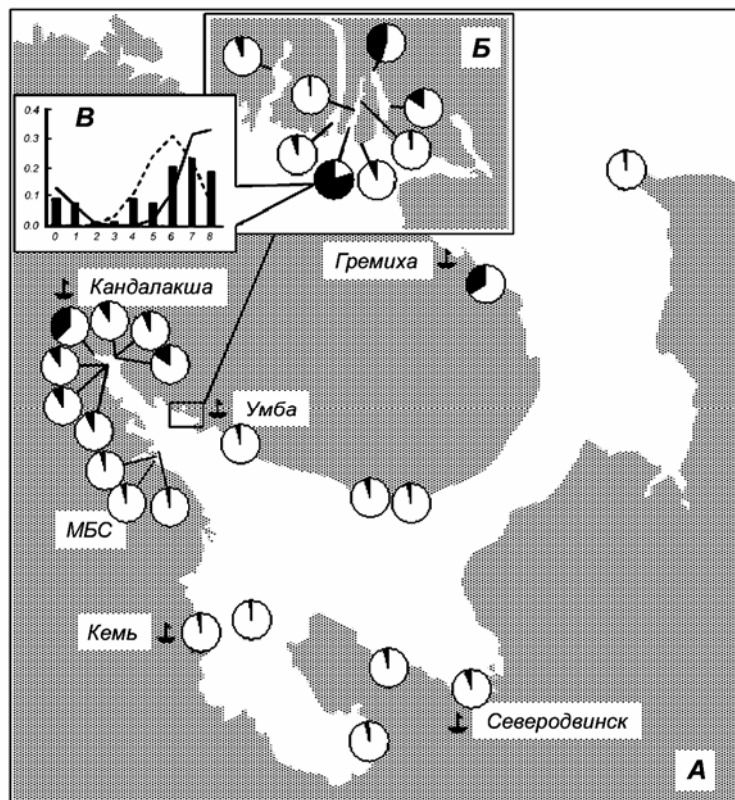 Б
В
0.4
0.3
0.2
0.1
0.0
0 1 2 3 4 5 6 7 8
Гремиха
Кандалакша
Умба
МБС
Кемь
Северодвинск
А